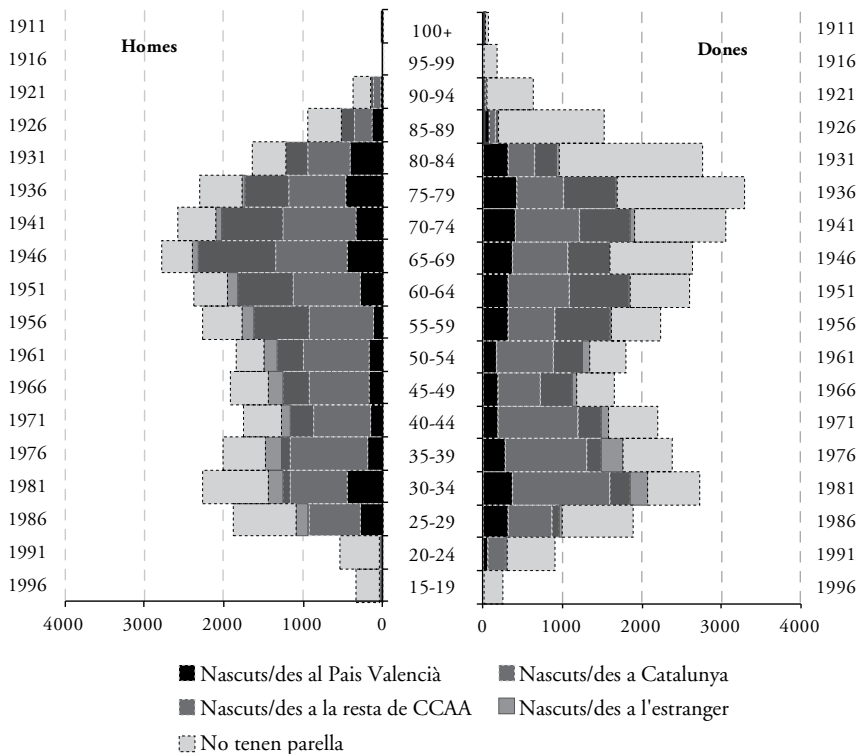 Homes
Dones
1911 100+ 1911
1916 95-99 1916
1921 90-94 1921
1926 85-89 1926
1931 80-84 1931
1936 75-79 1936
1941 70-74 1941
1946 65-69 1946
1951 60-64 1951
1956 55-59 1956
1961 50-54 1961
1966 45-49 1966
1971 40-44 1971
1976 35-39 1976
1981 30-34 1981
1986 25-29 1986
1991 20-24 1991
1996 15-19 1996
4000 3000 2000 1000 0 0 1000 2000 3000 4000
Nascuts/des al Pais Valencià Nascuts/des a Catalunya
Nascuts/des a la resta de CCAA Nascuts/des a l'estranger
No tenen parella